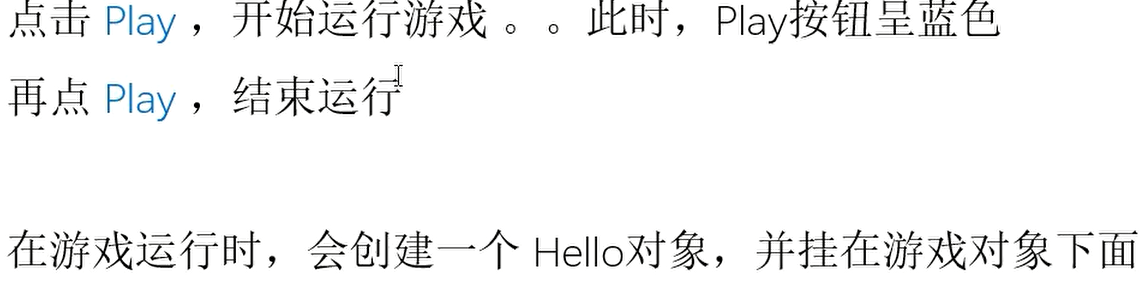 点击 Play ，开始运行游戏 。。此时，Play按钮呈蓝色
再点 Play ，结束运行
在游戏运行时，会创建一个 Hello对象，并挂在游戏对象下面